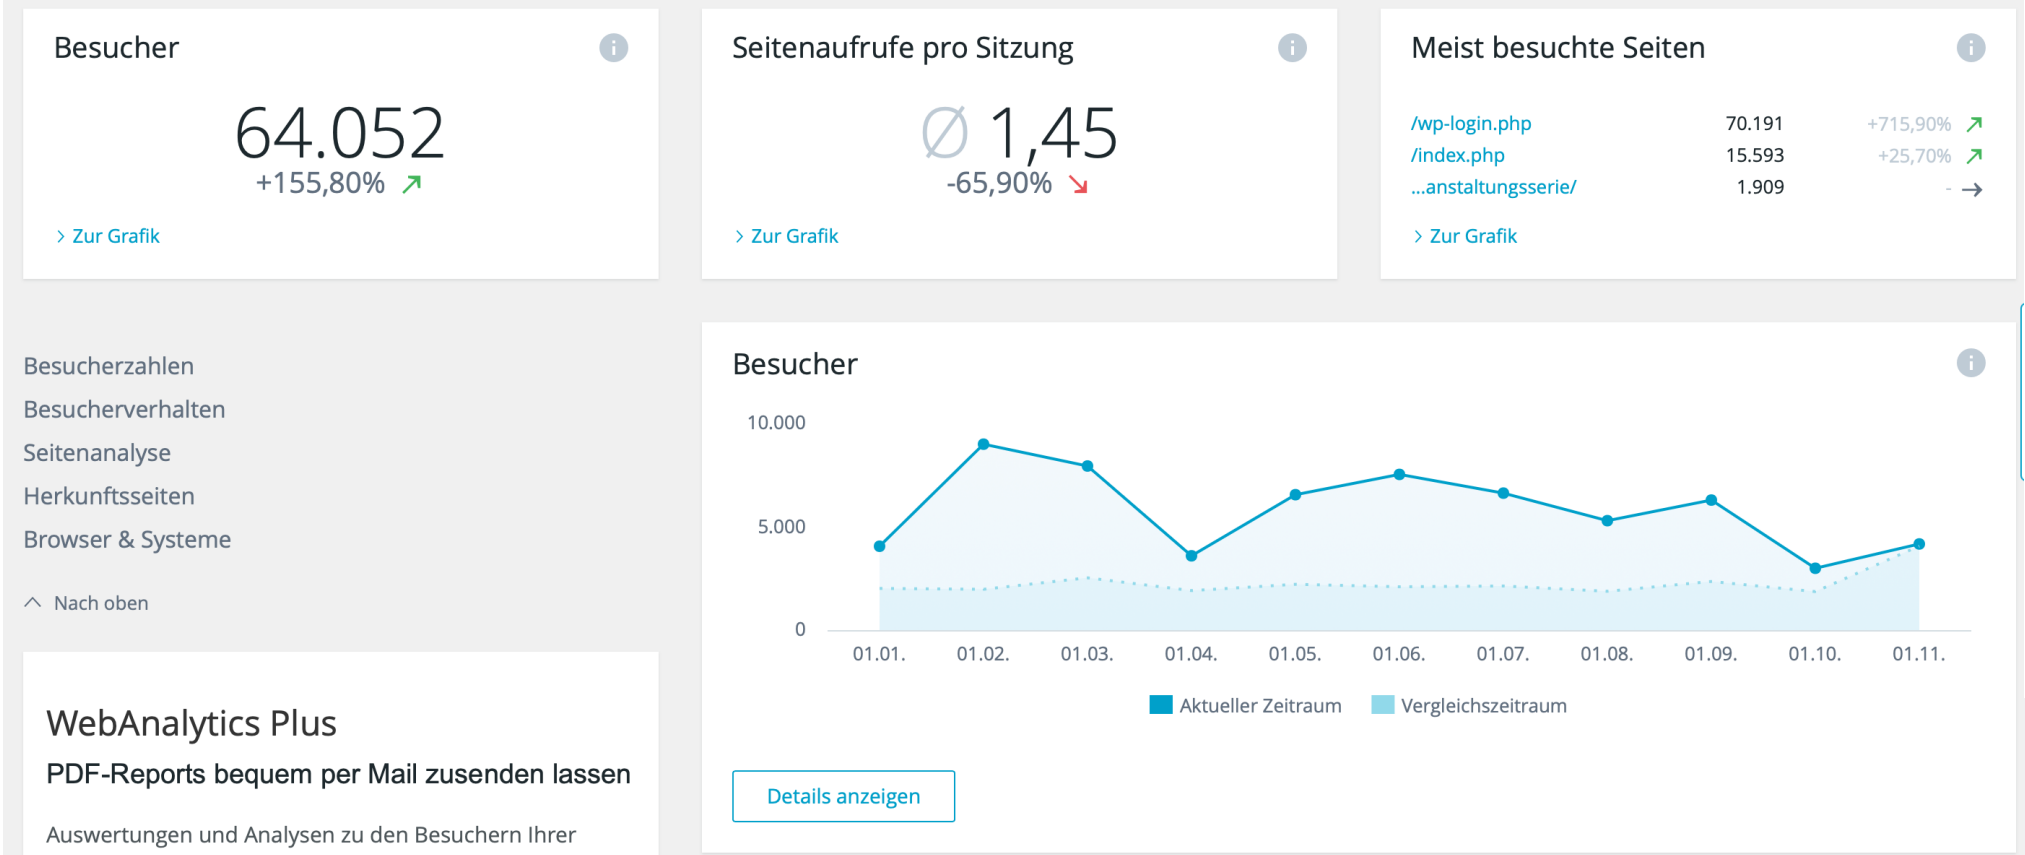 Besucher
64.052
+155,80%
Zur Grafik
Seitenaufrufe pro Sitzung
Ø 1,45
-65,90%
Zur Grafik
Meist besuchte Seiten
/wp-login.php 70.191 +715,90%
/index.php 15.593 +25,70%
...anstaltungsserie/ 1.909 -
Zur Grafik
Besucherzahlen
Besucherverhalten
Seitenanalyse
Herkunftsseiten
Browser & Systeme
Nach oben
WebAnalytics Plus
PDF-Reports bequem per Mail zusenden lassen
Auswertungen und Analysen zu den Besuchern Ihrer
Besucher
10.000
5.000
0
01.01. 01.02. 01.03. 01.04. 01.05. 01.06. 01.07. 01.08. 01.09. 01.10. 01.11.
Aktueller Zeitraum Vergleichszeitraum
Details anzeigen